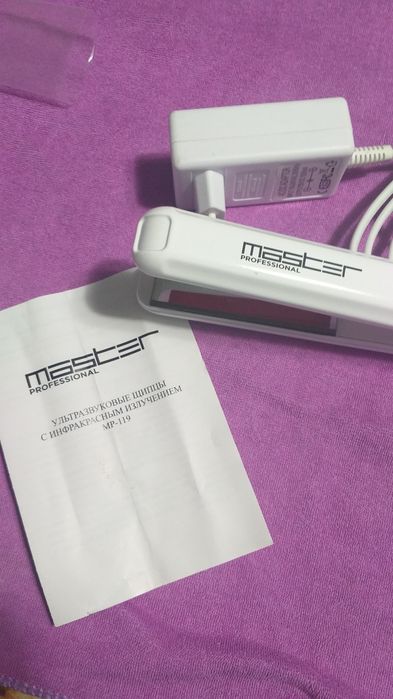 master
PROFESSIONAL
master
PROFESSIONAL
УЛЬТРАЗВУКОВЫЕ ЩИПЦЫ
С ИНФРАКРАСНЫМ ИЗЛУЧЕНИЕМ
MP-119